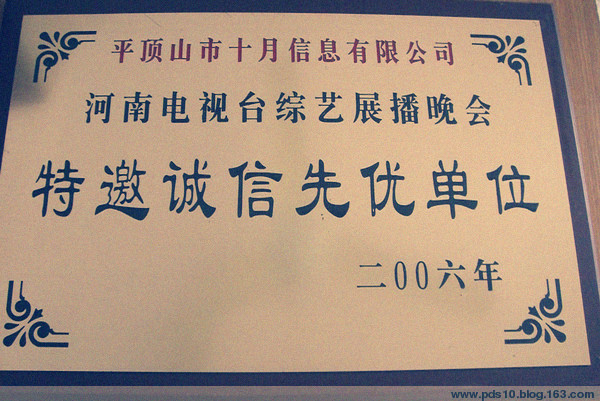 平顶山市十月信息有限公司
河南电视台综艺展播晚会
特邀诚信先优单位
二00六年
www.pds10.blog.163.com